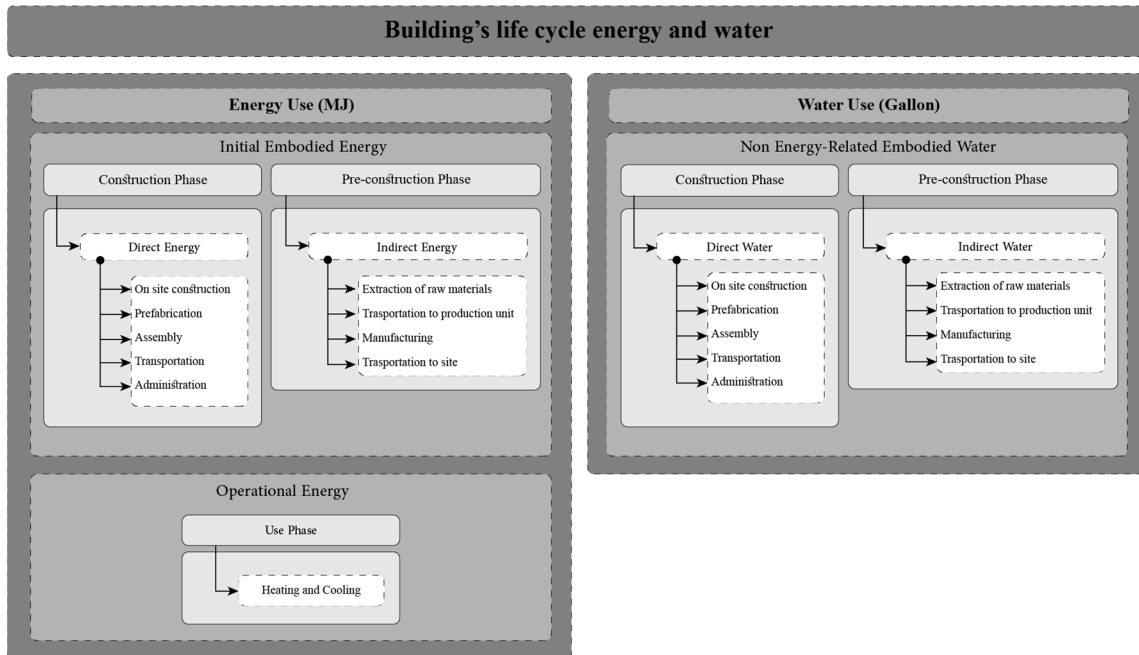 Building’s life cycle energy and water
Energy Use (MJ)
Initial Embodied Energy
Construction Phase
Direct Energy
On site construction
Prefabrication
Assembly
Transportation
Administration
Pre-construction Phase
Indirect Energy
Extraction of raw materials
Trasportation to production unit
Manufacturing
Trasportation to site
Operational Energy
Use Phase
Heating and Cooling
Water Use (Gallon)
Non Energy-Related Embodied Water
Construction Phase
Direct Water
On site construction
Prefabrication
Assembly
Transportation
Administration
Pre-construction Phase
Indirect Water
Extraction of raw materials
Trasportation to production unit
Manufacturing
Trasportation to site